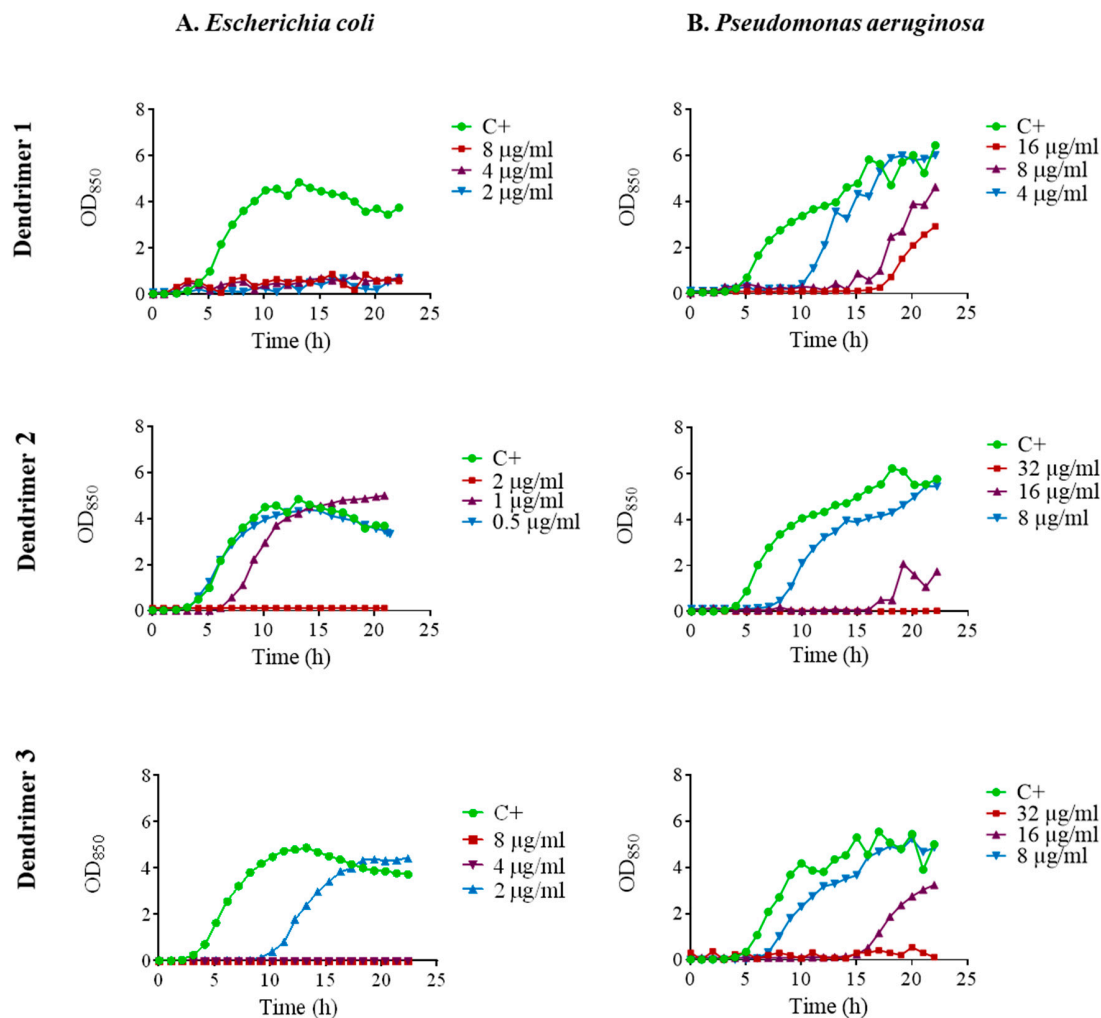 A. Escherichia coli
B. Pseudomonas aeruginosa
Dendrimer 1
OD850
8
6
4
2
0
0 5 10 15 20 25
Time (h)
C+
8 µg/ml
4 µg/ml
2 µg/ml
OD850
8
6
4
2
0
0 5 10 15 20 25
Time (h)
C+
16 µg/ml
8 µg/ml
4 µg/ml
Dendrimer 2
OD850
8
6
4
2
0
0 5 10 15 20 25
Time (h)
C+
2 µg/ml
1 µg/ml
0.5 µg/ml
OD850
8
6
4
2
0
0 5 10 15 20 25
Time (h)
C+
32 µg/ml
16 µg/ml
8 µg/ml
Dendrimer 3
OD850
8
6
4
2
0
0 5 10 15 20 25
Time (h)
C+
8 µg/ml
4 µg/ml
2 µg/ml
OD850
8
6
4
2
0
0 5 10 15 20 25
Time (h)
C+
32 µg/ml
16 µg/ml
8 µg/ml